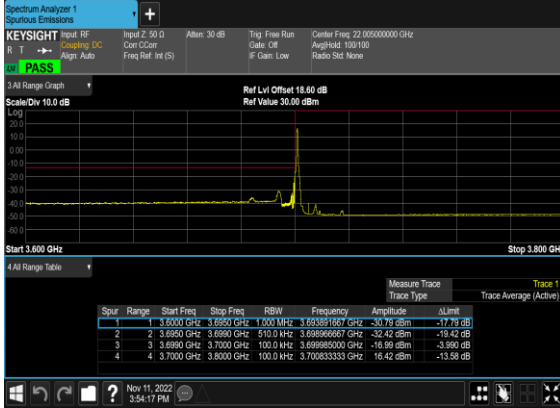 Spectrum Analyzer 1
Spurious Emissions
+
KEYSIGHT Input: RF Input Z: 50 Ω Atten: 30 dB Trig: Free Run Center Freq: 22.005000000 GHz
R T Coupling: DC Corr CCorr Gate: Off Avg|Hold: 100/100
Align: Auto Freq Ref: Int (S) IF Gain: Low Radio Std: None
PASS
3 All Range Graph
Ref Lvl Offset 18.60 dB
Scale/Div 10.0 dB Ref Value 30.00 dBm
Log
20.0
10.0
0.00
-10.0
-20.0
-30.0
-40.0
-50.0
-60.0
Start 3.600 GHz Stop 3.800 GH
4 All Range Table
Measure Trace Trace 1
Trace Type Trace Average (Active)
Spur Range Start Freq Stop Freq RBW Frequency Amplitude ΔLimit
1 1 3.6000 GHz 3.6950 GHz 1.000 MHz 3.693891667 GHz -30.79 dBm -17.79 dB
2 2 3.6950 GHz 3.6990 GHz 510.0 kHz 3.698966667 GHz -32.42 dBm -19.42 dB
3 3 3.6990 GHz 3.7000 GHz 100.0 kHz 3.699985000 GHz -16.99 dBm -3.990 dB
4 4 3.7000 GHz 3.8000 GHz 100.0 kHz 3.700833333 GHz 16.42 dBm -13.58 dB
? Nov 11, 2022
3:54:17 PM